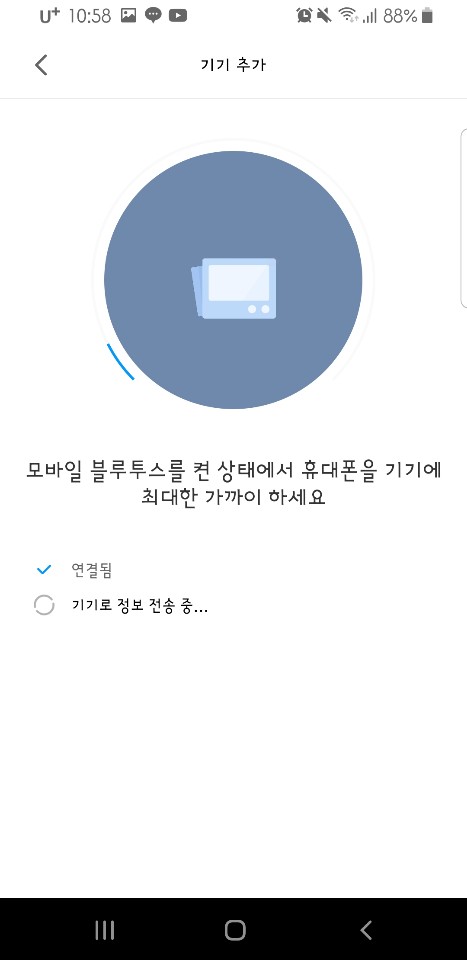 U+ 10:58 88%
기기 추가
모바일 블루투스를 켠 상태에서 휴대폰을 기기에
최대한 가까이 하세요
연결됨
기기로 정보 전송 중...